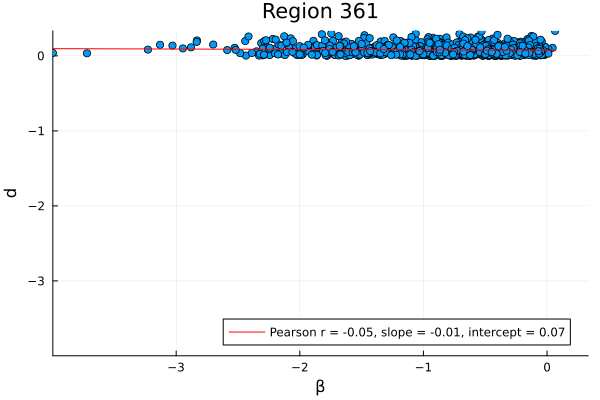 Region 361
0
−1
−2
−3
d
Pearson r = -0.05, slope = -0.01, intercept = 0.07
−3
−2
−1
0
β